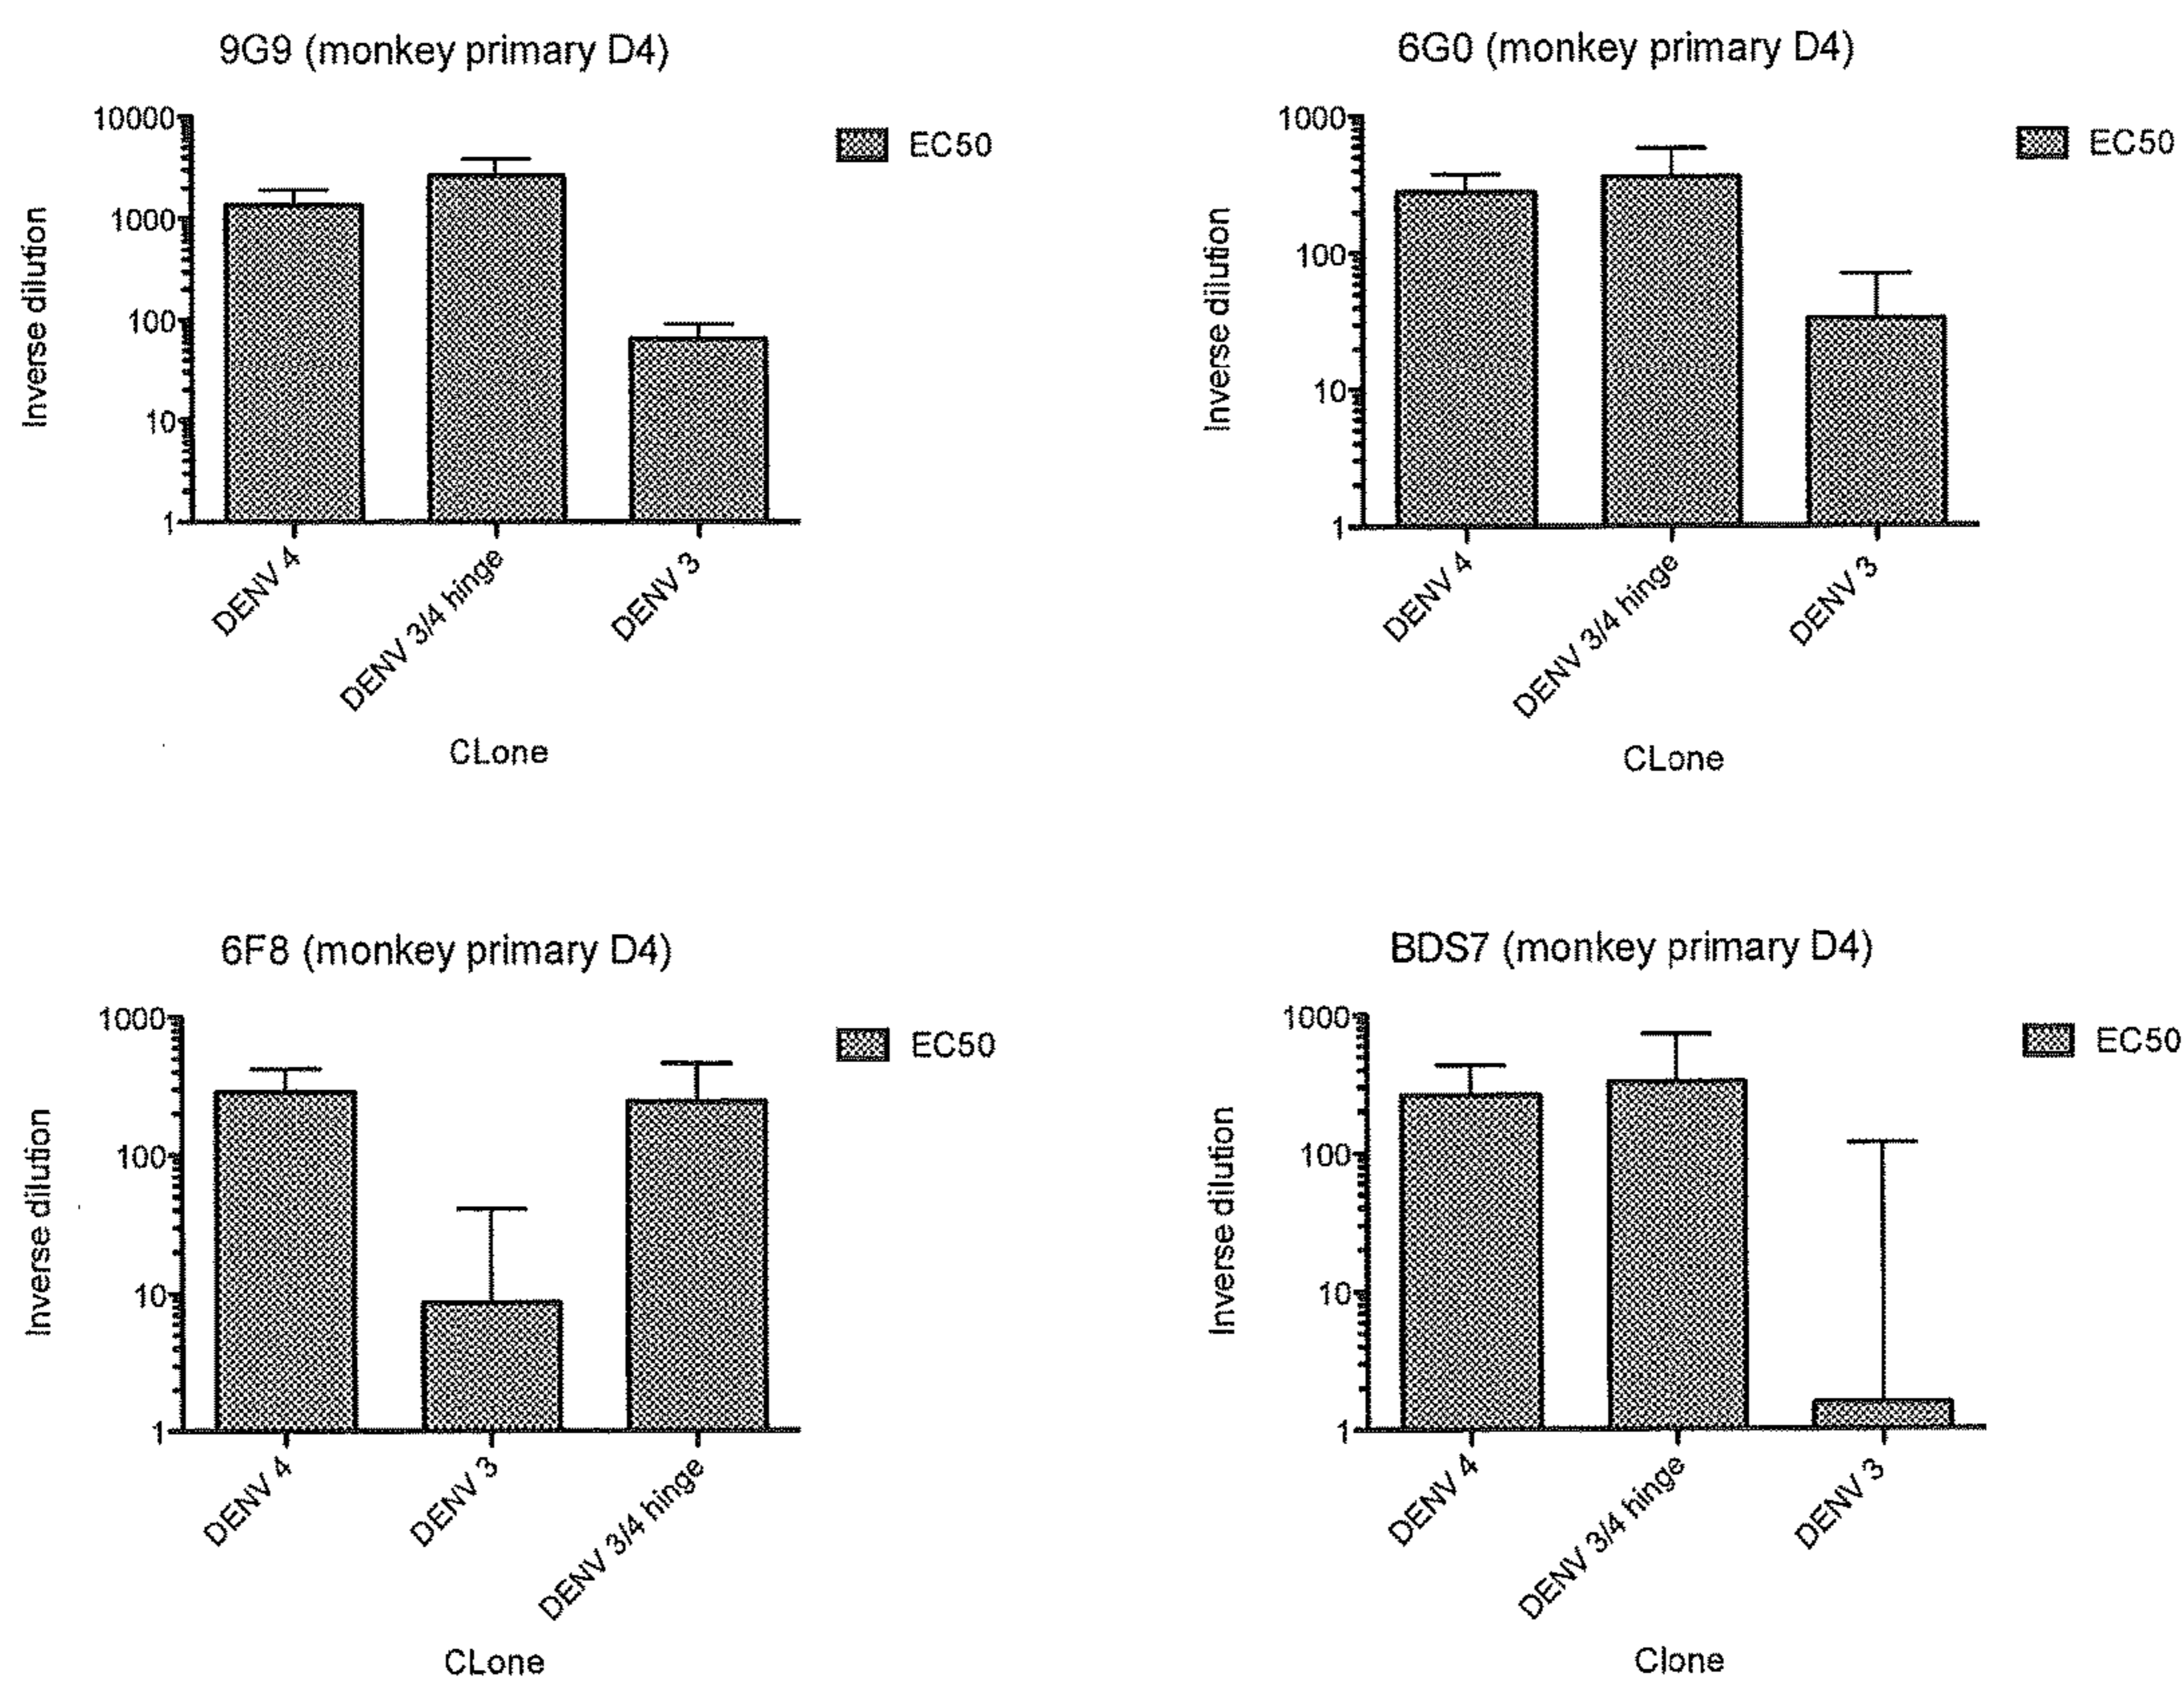 9G9 (monkey primary D4)
10000
1000
100
10
1
Inverse dilution
EC50
DENV 4
DENV 3/4 hinge
DENV 3
CLone
6G0 (monkey primary D4)
1000
100
10
1
Inverse dilution
EC50
DENV 4
DENV 3/4 hinge
DENV 3
CLone
6F8 (monkey primary D4)
1000
100
10
1
Inverse dilution
EC50
DENV 4
DENV 3
DENV 3/4 hinge
CLone
BDS7 (monkey primary D4)
1000
100
10
1
Inverse dilution
EC50
DENV 4
DENV 3/4 hinge
DENV 3
Clone